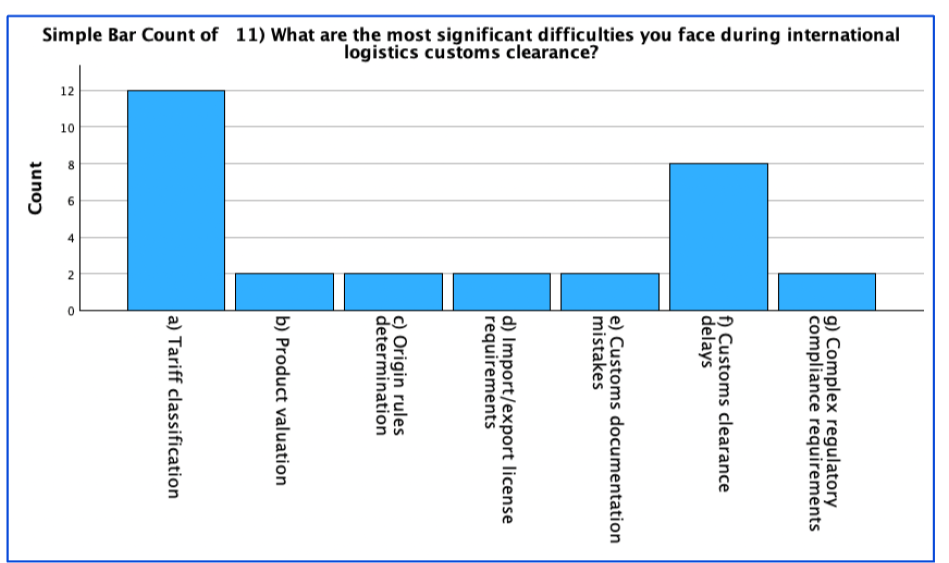 Simple Bar Count of 11) What are the most significant difficulties you face during international
logistics customs clearance?
Count
12
10
8
6
4
2
0
a) Tariff classification
b) Product valuation
c) Origin rules
determination
d) Import/export license
requirements
e) Customs documentation
mistakes
f) Customs clearance
delays
g) Complex regulatory
compliance requirements